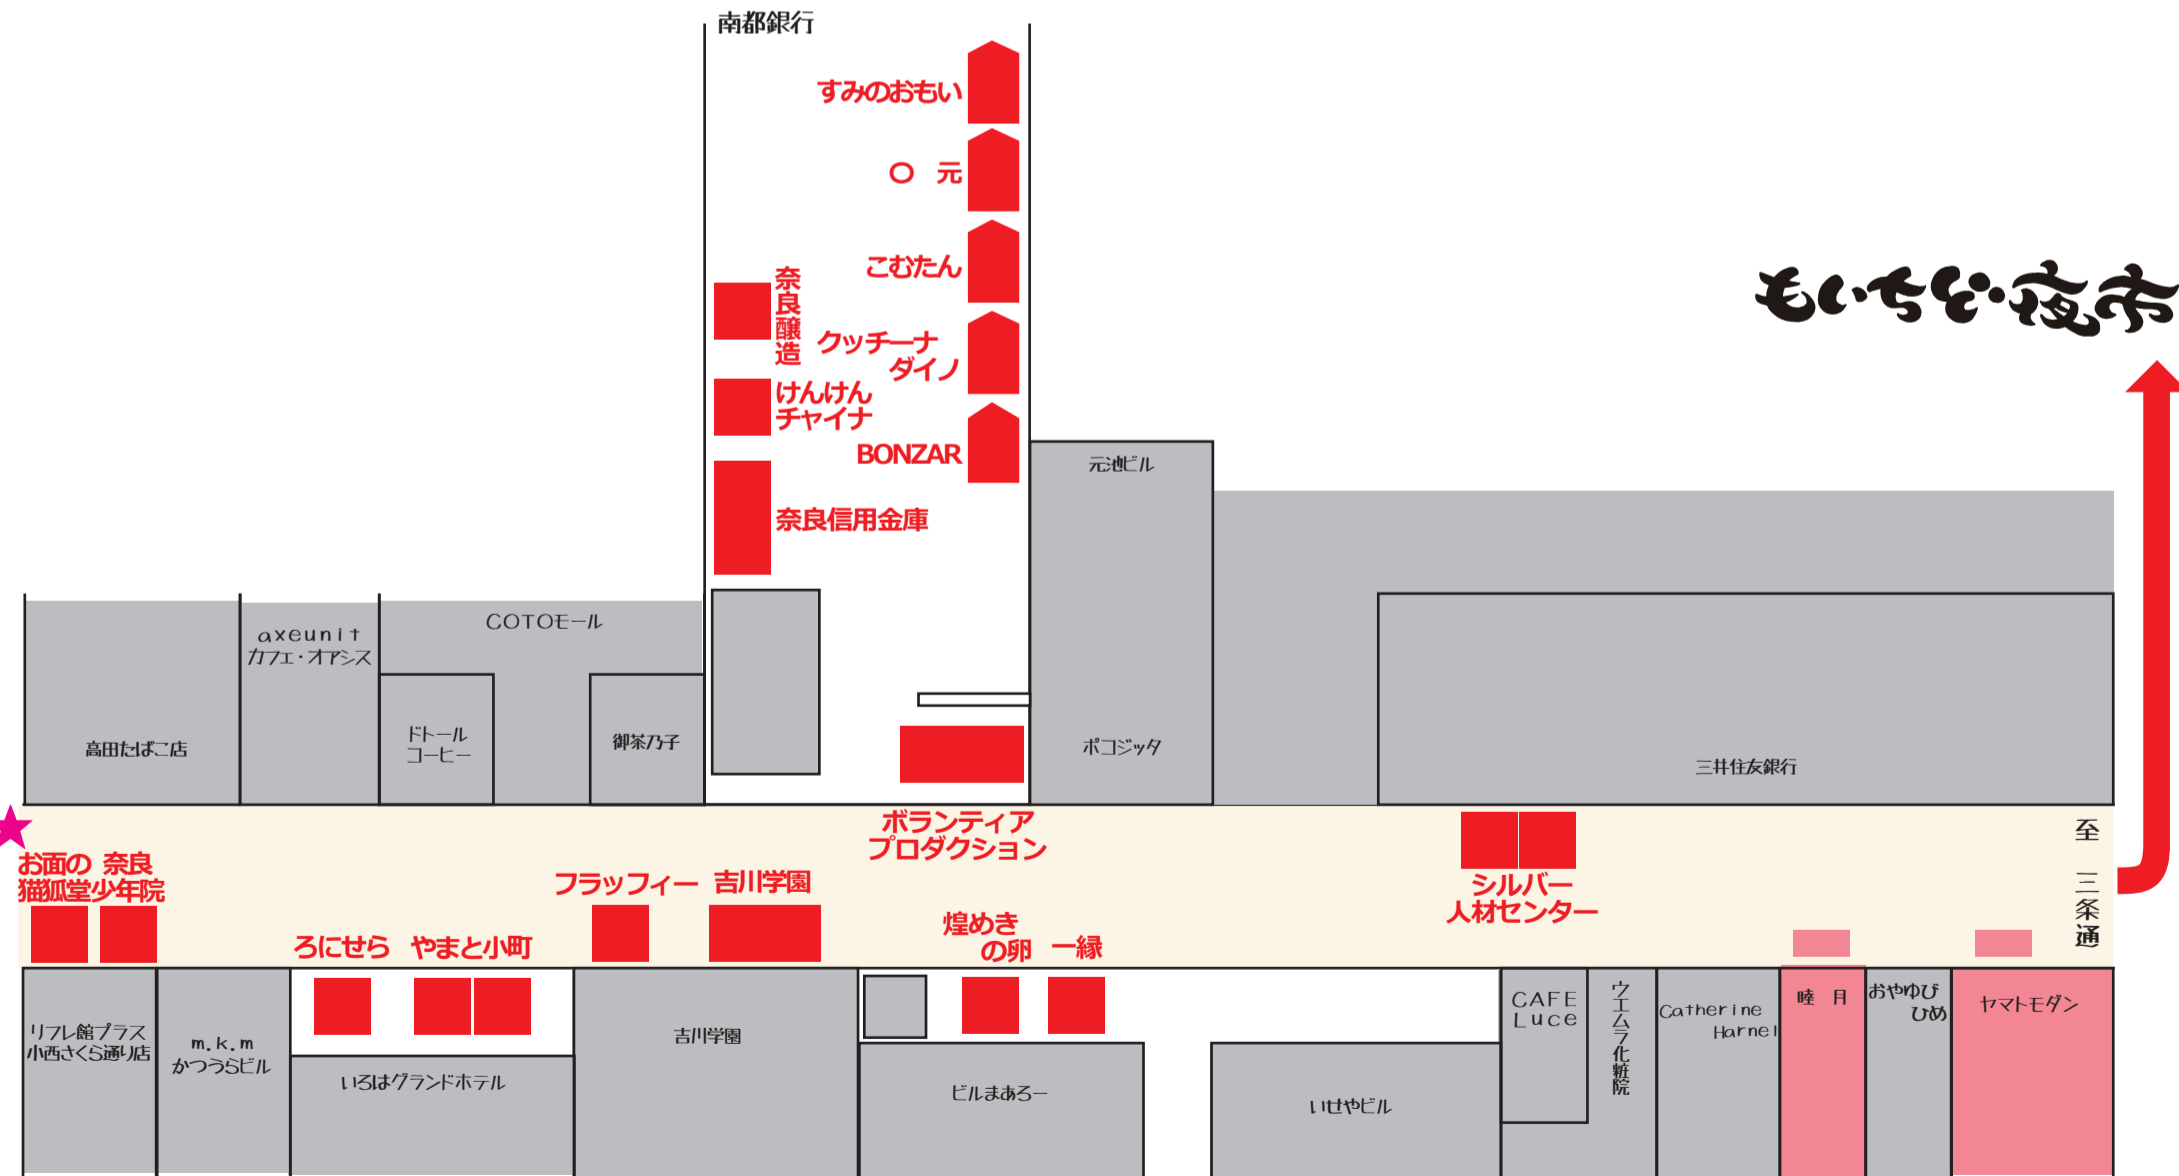 南都銀行
すみのおもい
〇　元
こむたん
クッチーナ
ダイノ
BONZAR
奈良醸造
けんけん
チャイナ
奈良信用金庫
もいちど・夜市
元池ビル
ポコジッタ
三井住友銀行
COTOモール
axeunit
カフェ・オアシス
高田たばこ店
ドトール
コーヒー
御茶乃子
ボランティア
プロダクション
シルバー
人材センター
至　三条通
お面の
猫狐堂
奈良
少年院
ろにせら
やまと小町
フラッフィー
吉川学園
煌めき
の卵
一縁
リフレ館プラス
小西さくら通り店
m.k.m
かつうらビル
いろはグランドホテル
吉川学園
ビルまあろー
いせやビル
CAFE
Luce
ウエムラ化粧院
Catherine
Harnel
睦　月
おやゆび
ひめ
ヤマトモダン